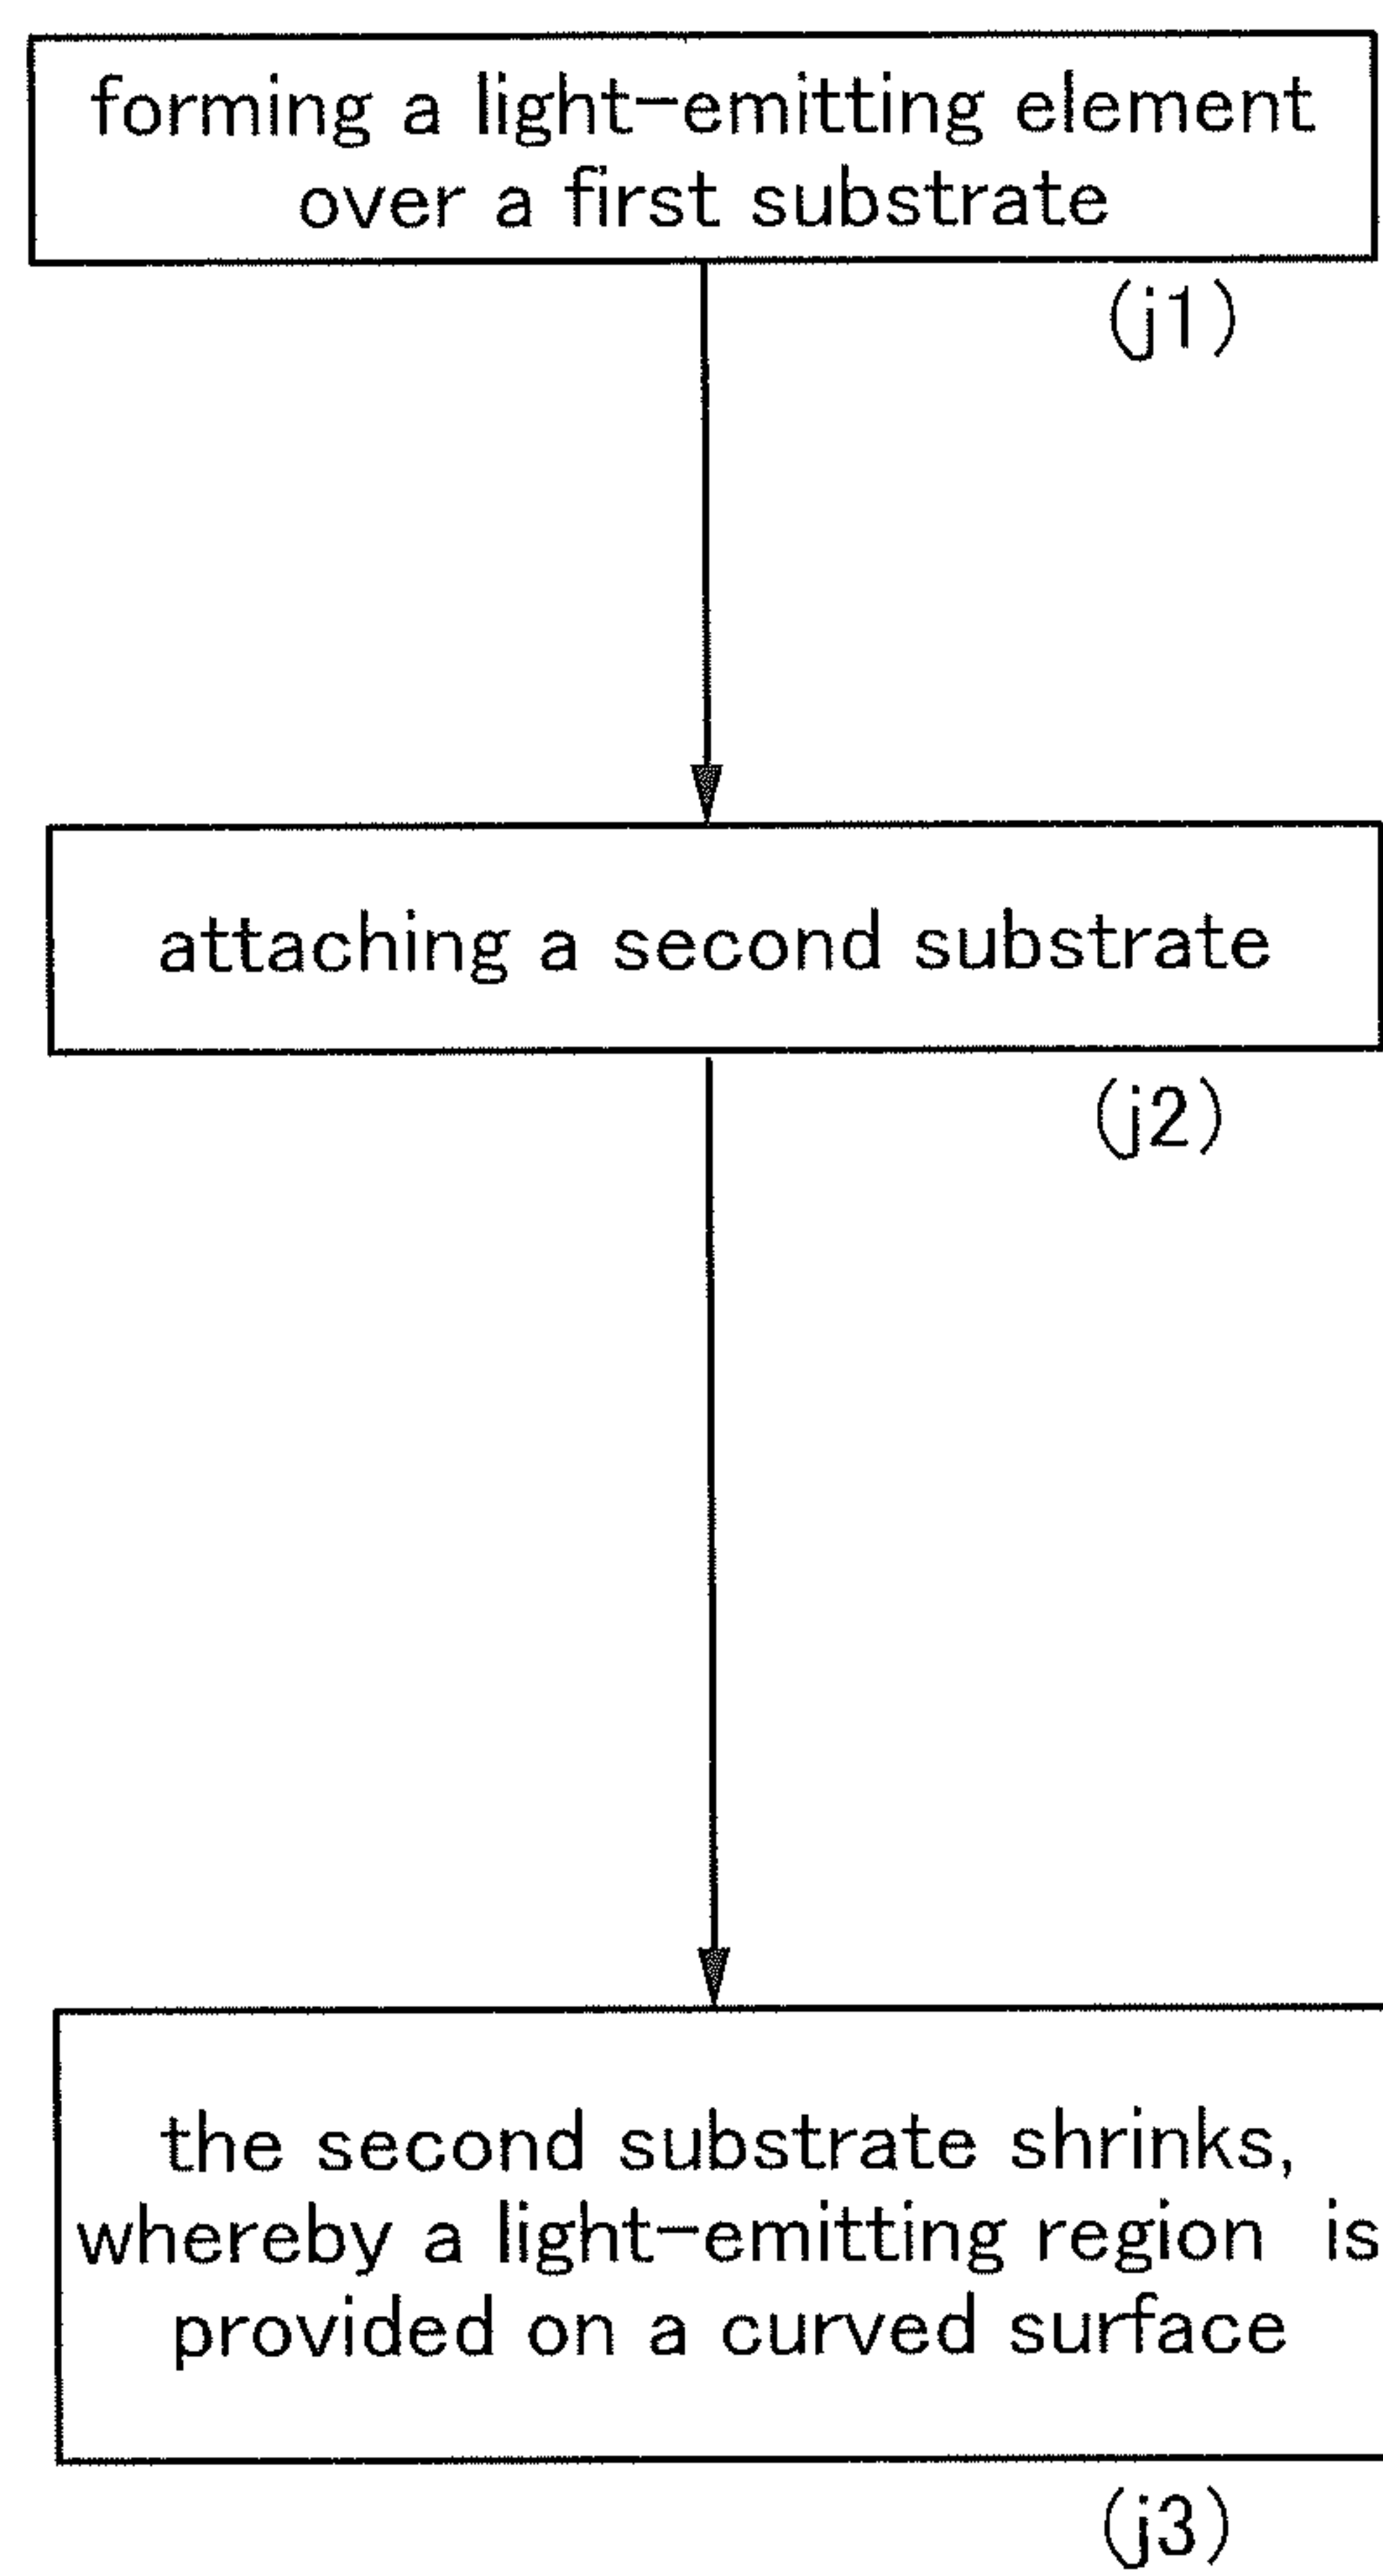 forming a light-emitting element
over a first substrate
(j1)
attaching a second substrate
(j2)
the second substrate shrinks,
whereby a light-emitting region is
provided on a curved surface
(j3)